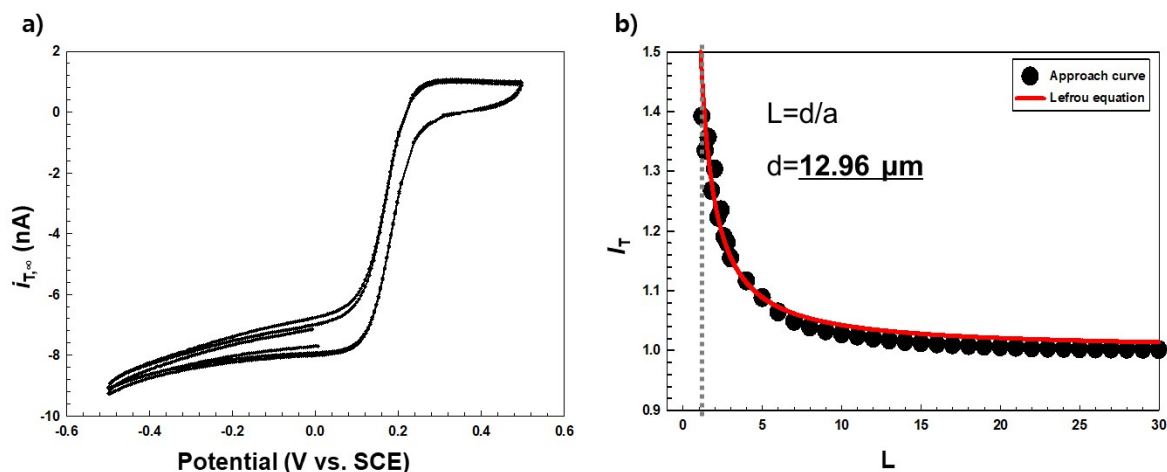 a)
2
0
-2
-4
-6
-8
-10
i_T,∞ (nA)
-0.6 -0.4 -0.2 0.0 0.2 0.4 0.6
Potential (V vs. SCE)
b)
1.5
1.4
1.3
1.2
1.1
1.0
0.9
I_T
Approach curve
Lefrou equation
L=d/a
d=12.96 μm
0 5 10 15 20 25 30
L